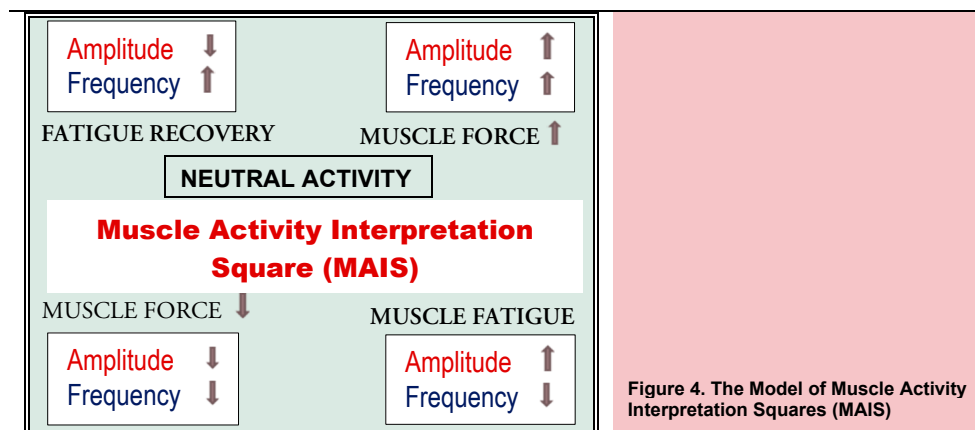 Amplitude ⬇
Frequency ⬆
FATIGUE RECOVERY
Amplitude ⬆
Frequency ⬆
MUSCLE FORCE ⬆
NEUTRAL ACTIVITY
Muscle Activity Interpretation
Square (MAIS)
MUSCLE FORCE ⬇
Amplitude ⬇
Frequency ⬇
MUSCLE FATIGUE
Amplitude ⬆
Frequency ⬇
Figure 4. The Model of Muscle Activity
Interpretation Squares (MAIS)